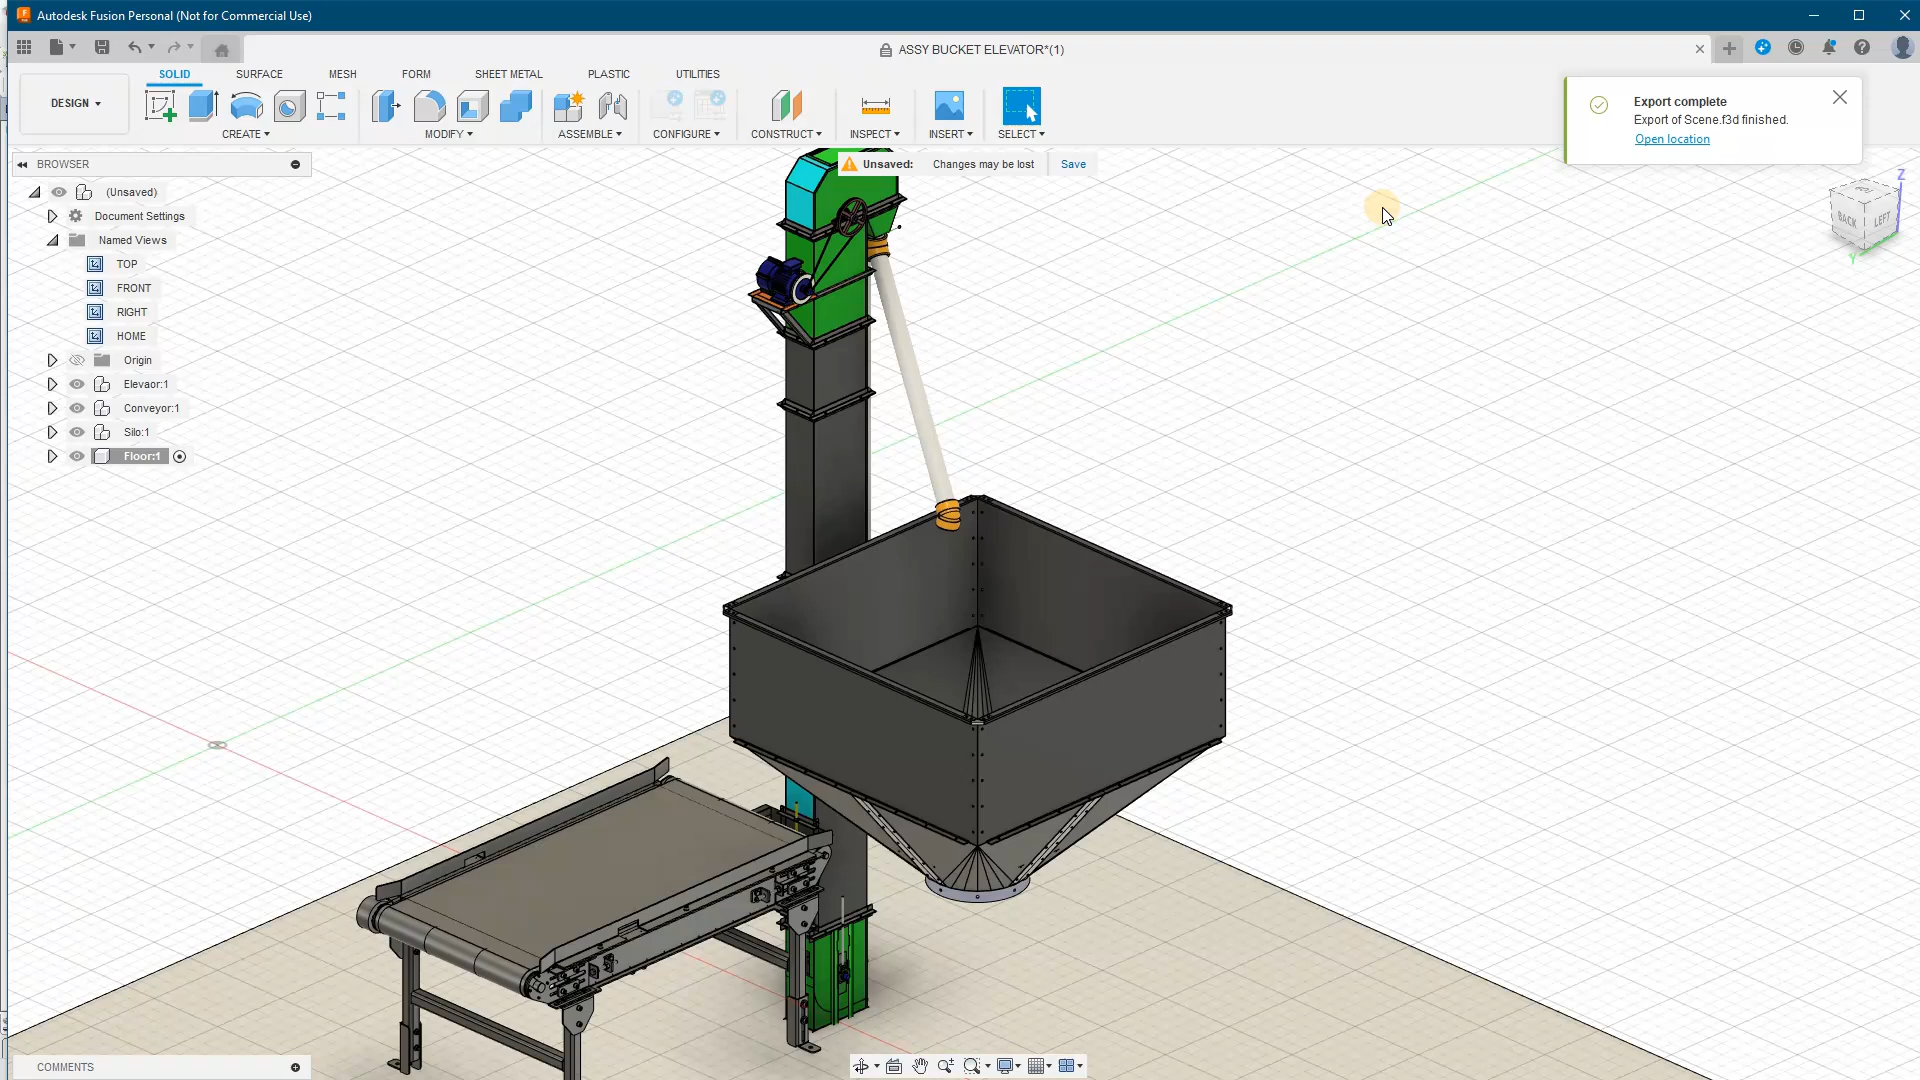 Autodesk Fusion Personal (Not for Commercial Use)
ASSY BUCKET ELEVATOR*(1)
DESIGN
SOLID
SURFACE
MESH
FORM
SHEET METAL
PLASTIC
UTILITIES
CREATE
MODIFY
ASSEMBLE
CONFIGURE
CONSTRUCT
INSPECT
INSERT
SELECT
Export complete
Export of Scene.f3d finished.
Open location
BROWSER
Unsaved: Changes may be lost Save
(Unsaved)
Document Settings
Named Views
TOP
FRONT
RIGHT
HOME
Origin
Elevaor:1
Conveyor:1
Silo:1
Floor:1
Z
BACK
LEFT
Y
COMMENTS